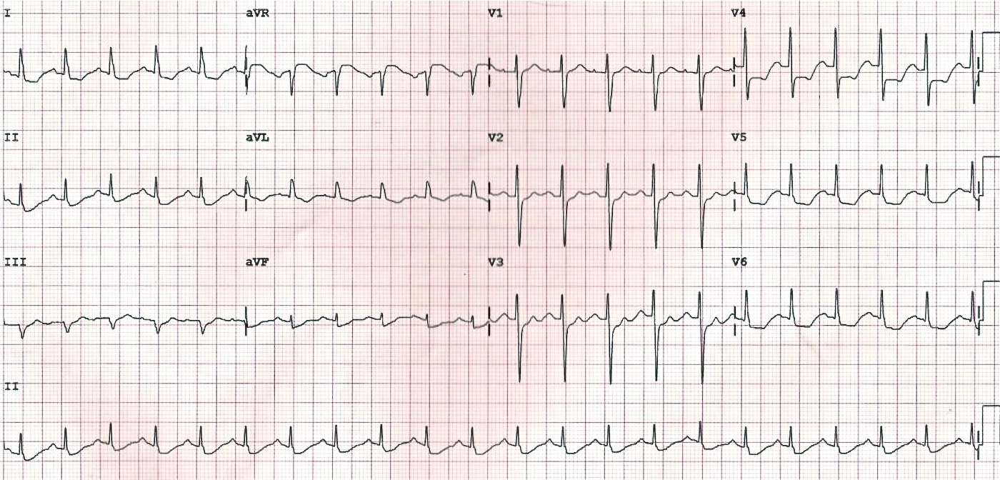 I aVR V1 V4
II aVL V2 V5
III aVF V3 V6
II